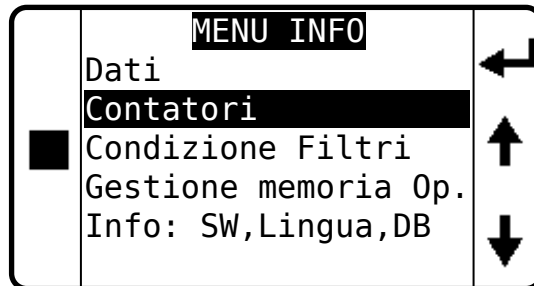 MENU INFO
Dati
Contatori
Condizione Filtri
Gestione memoria Op.
Info: SW,Lingua,DB